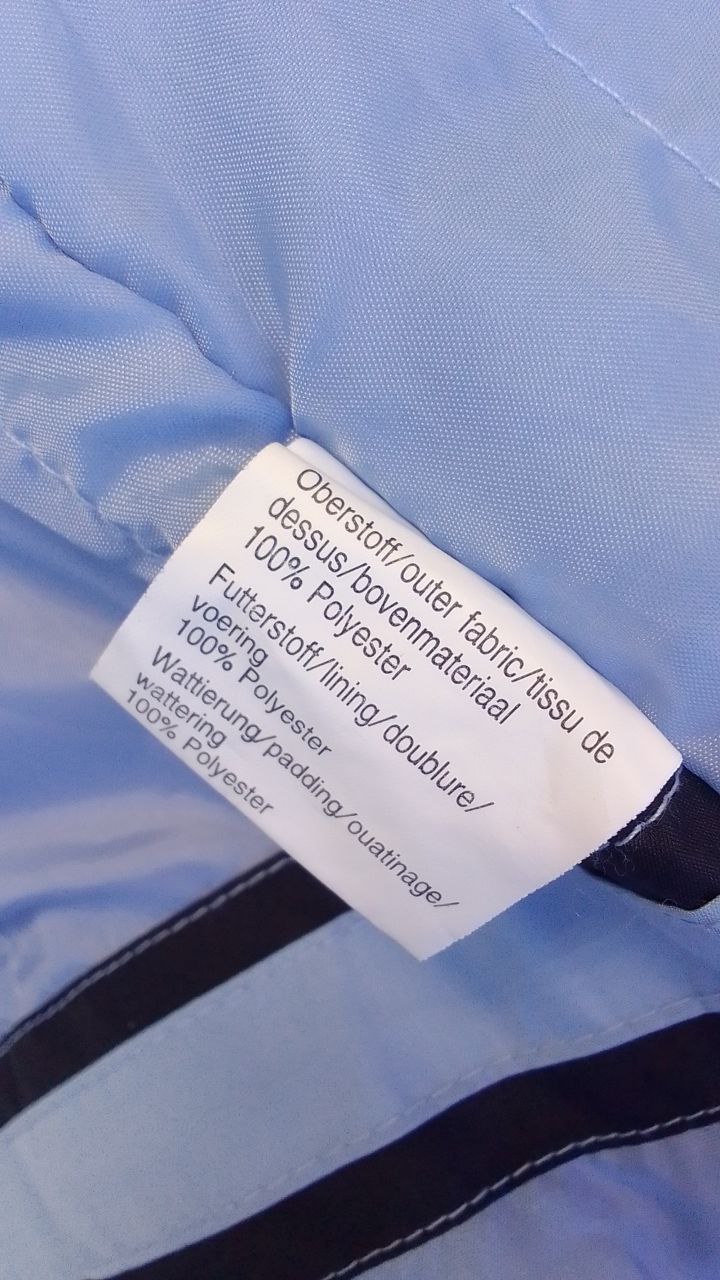 Oberstoff/outer fabric/tissu de
dessus/bovenmateriaal
100% Polyester
Futterstoff/lining/doublure/
voering
100% Polyester
Wattierung/padding/ouatinage/
wattering
100% Polyester